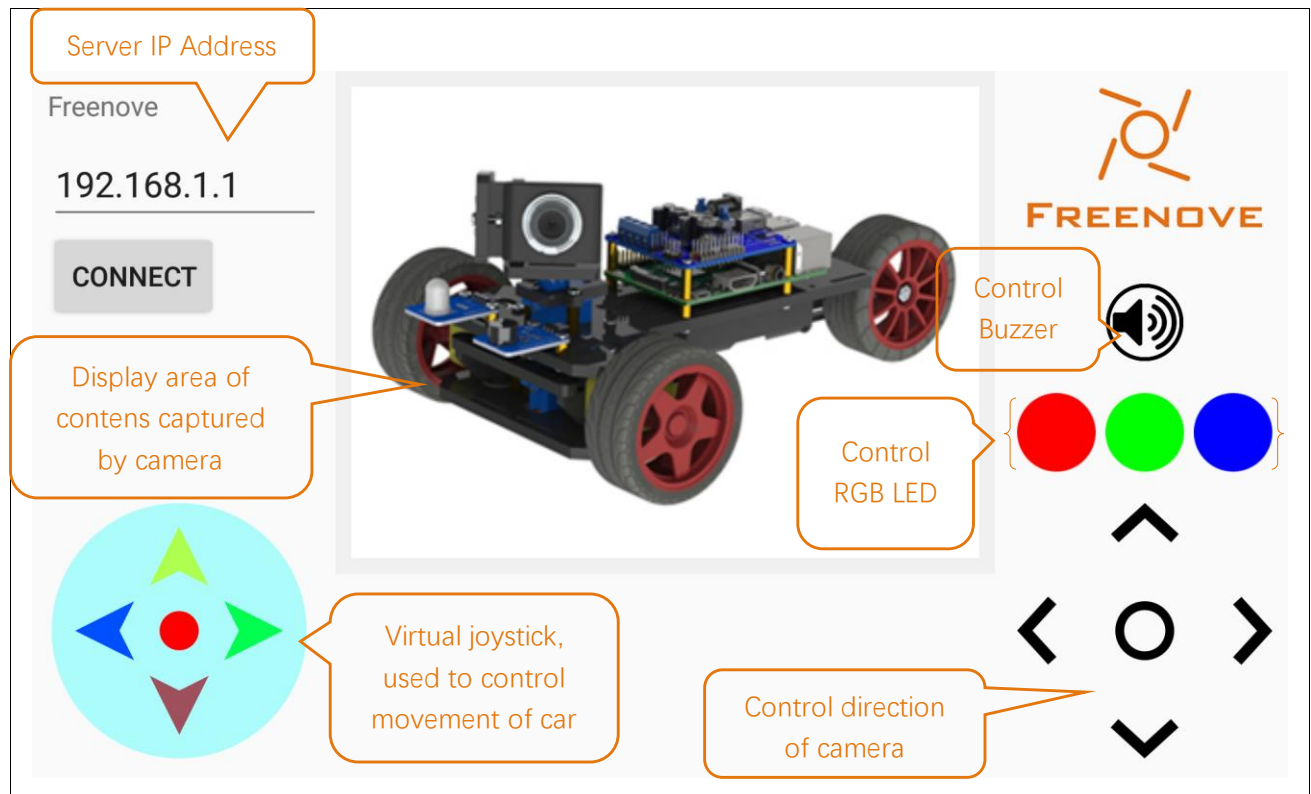 Server IP Address
Freenove
192.168.1.1
CONNECT
Display area of
contens captured
by camera
Virtual joystick,
used to control
movement of car
FREENOVE
Control
Buzzer
Control
RGB LED
Control direction
of camera